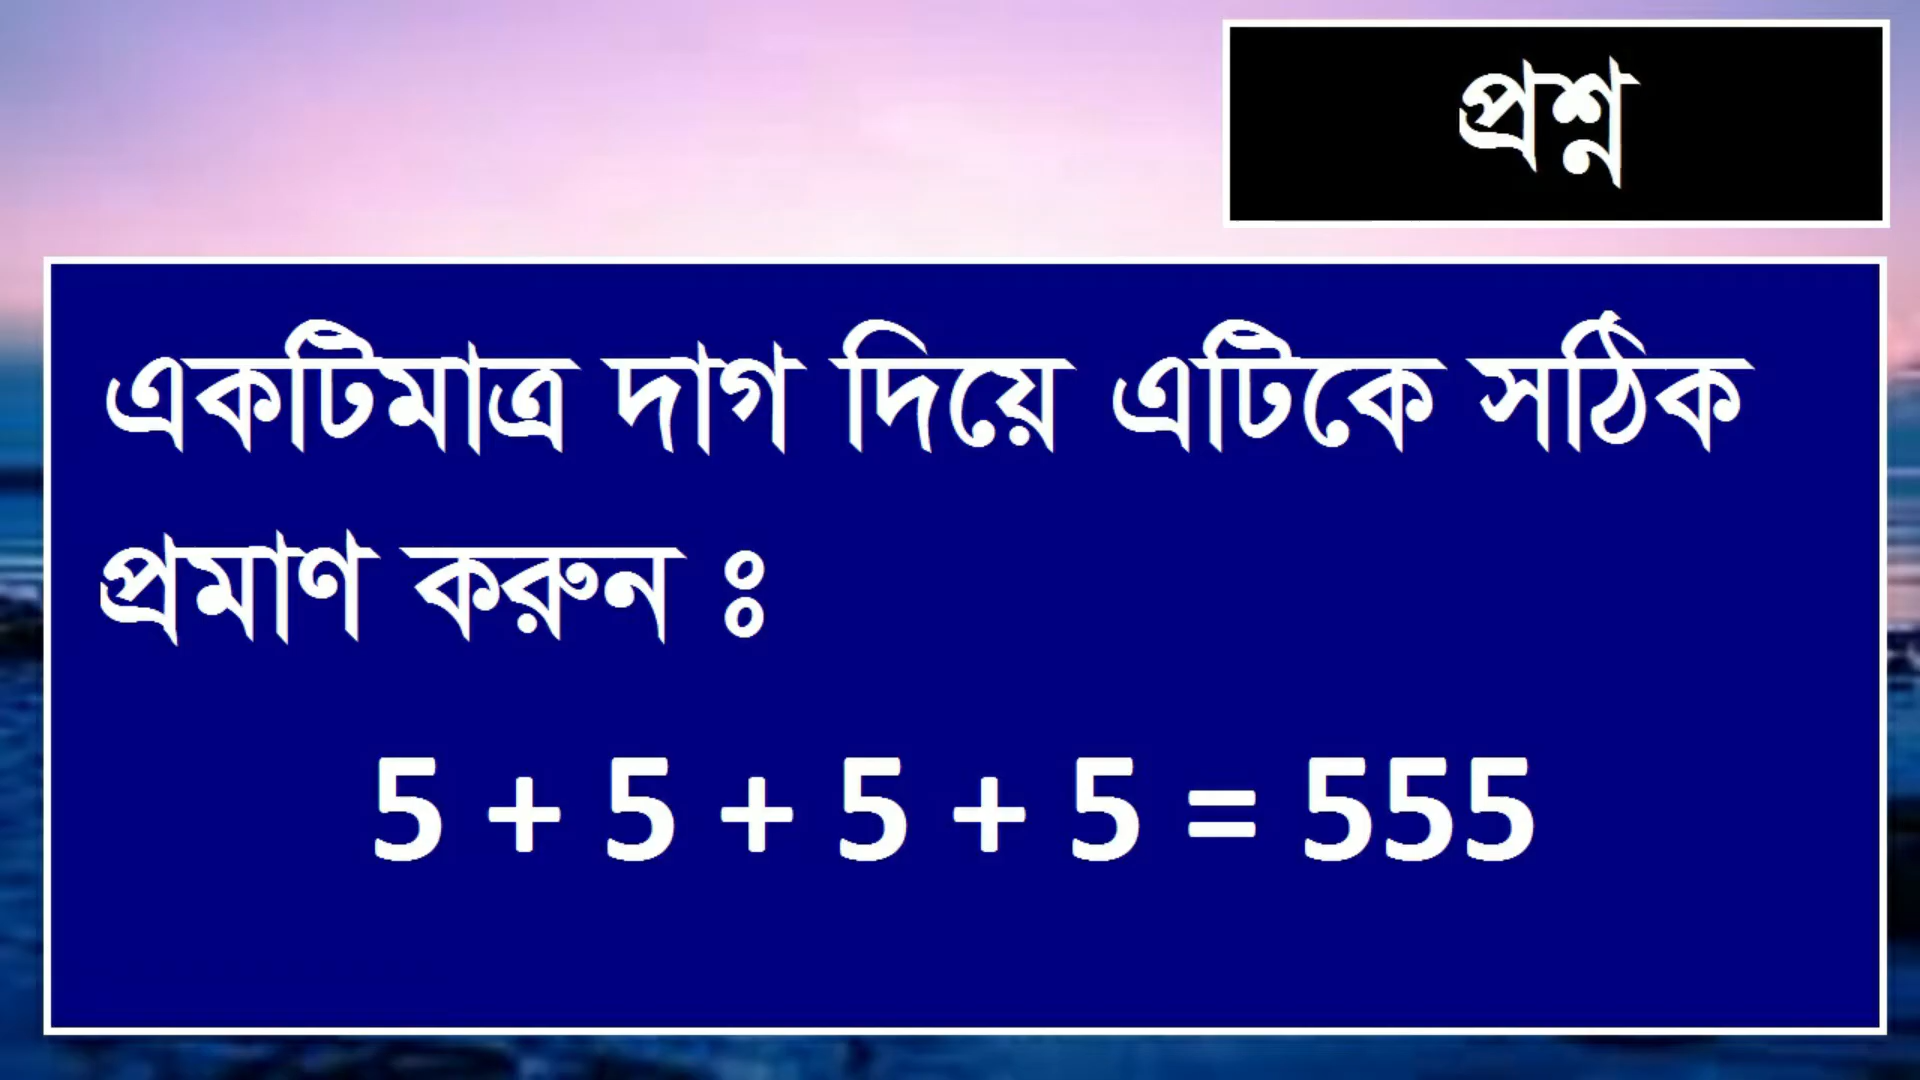 প্রশ্ন
একটিমাত্র দাগ দিয়ে এটিকে সঠিক
প্রমাণ করুন ঃ
5 + 5 + 5 + 5 = 555